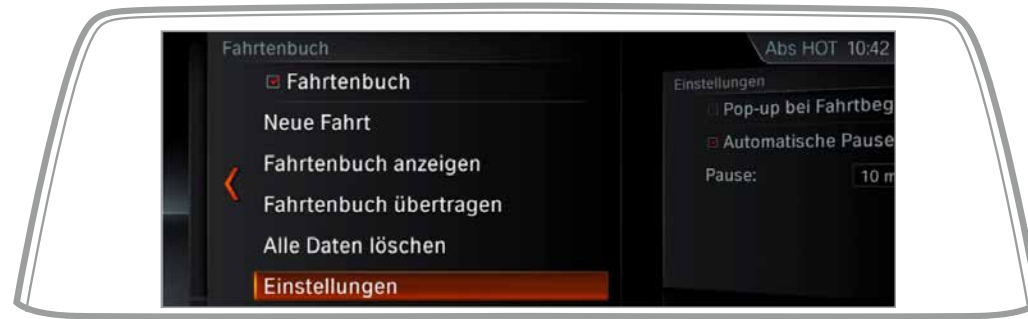 Fahrtenbuch
Fahrtenbuch
Neue Fahrt
Fahrtenbuch anzeigen
Fahrtenbuch übertragen
Alle Daten löschen
Einstellungen
Abs HOT 10:42
Einstellungen
Pop-up bei Fahrtbeg
Automatische Pause
Pause: 10 m